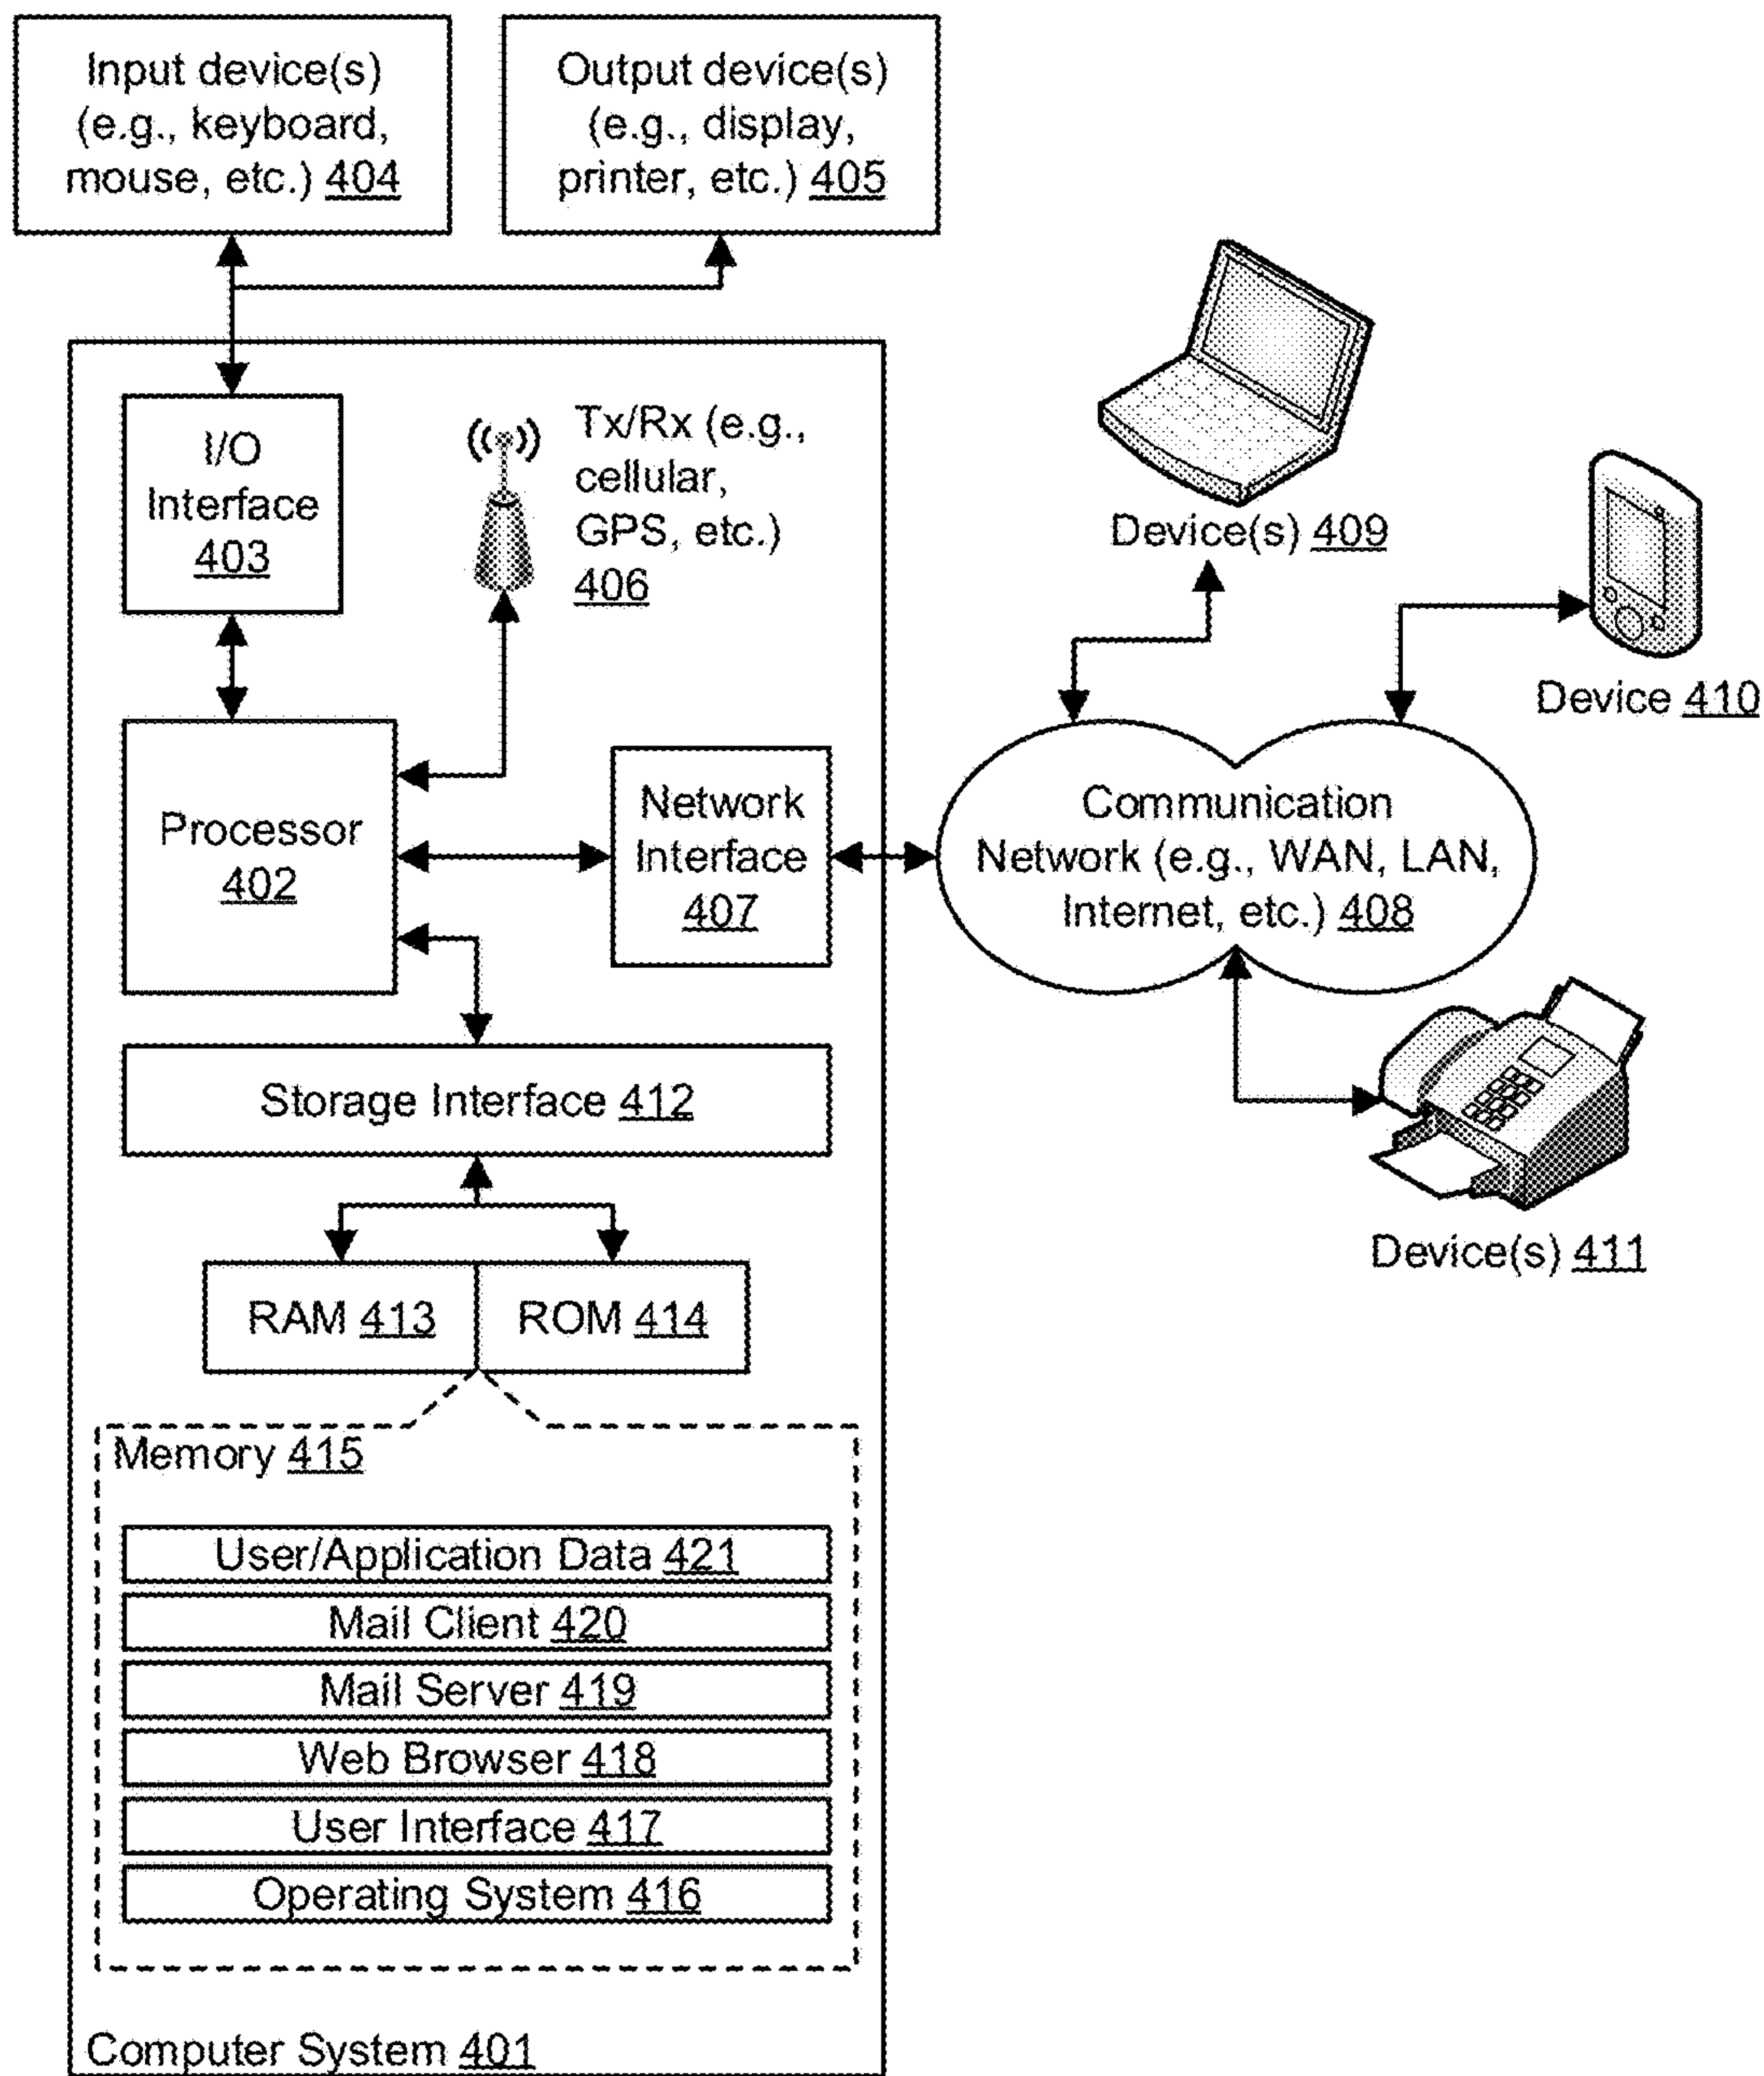 Input device(s)
(e.g., keyboard,
mouse, etc.) 404
Output device(s)
(e.g., display,
printer, etc.) 405
I/O
Interface
403
Tx/Rx (e.g.,
cellular,
GPS, etc.)
406
Device(s) 409
Device 410
Processor
402
Network
Interface
407
Communication
Network (e.g., WAN, LAN,
Internet, etc.) 408
Storage Interface 412
Device(s) 411
RAM 413
ROM 414
Memory 415
User/Application Data 421
Mail Client 420
Mail Server 419
Web Browser 418
User Interface 417
Operating System 416
Computer System 401